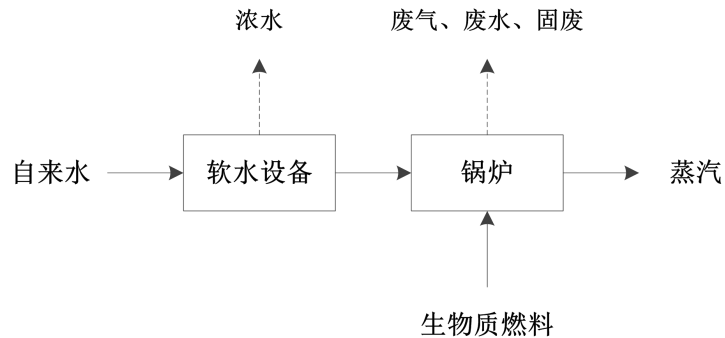 浓水
废气、废水、固废
自来水
软水设备
锅炉
蒸汽
生物质燃料